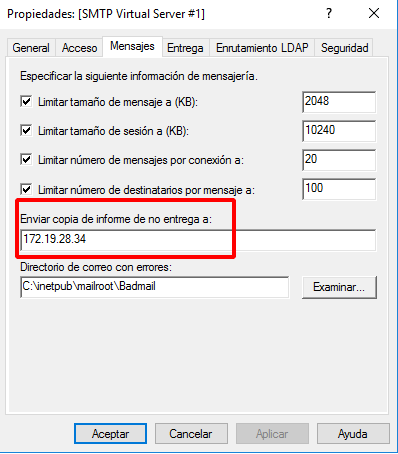 Propiedades: [SMTP Virtual Server #1]
General Acceso Mensajes Entrega Enrutamiento LDAP Seguridad
Especificar la siguiente información de mensajería.
Limitar tamaño de mensaje a (KB): 2048
Limitar tamaño de sesión a (KB): 10240
Limitar número de mensajes por conexión a: 20
Limitar número de destinatarios por mensaje a: 100
Enviar copia de informe de no entrega a:
172.19.28.34
Directorio de correo con errores:
C:\inetpub\mailroot\Badmail Examinar...
Aceptar Cancelar Aplicar Ayuda